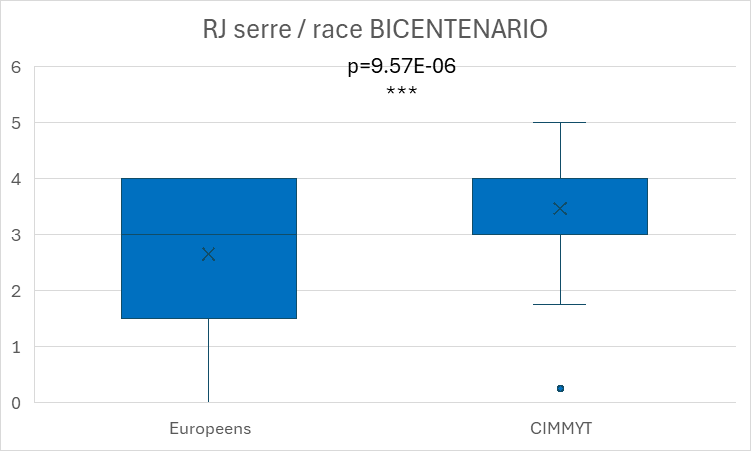 RJ serre / race BICENTENARIO
p=9.57E-06
***
6
5
4
3
2
1
0
Europeens CIMMYT